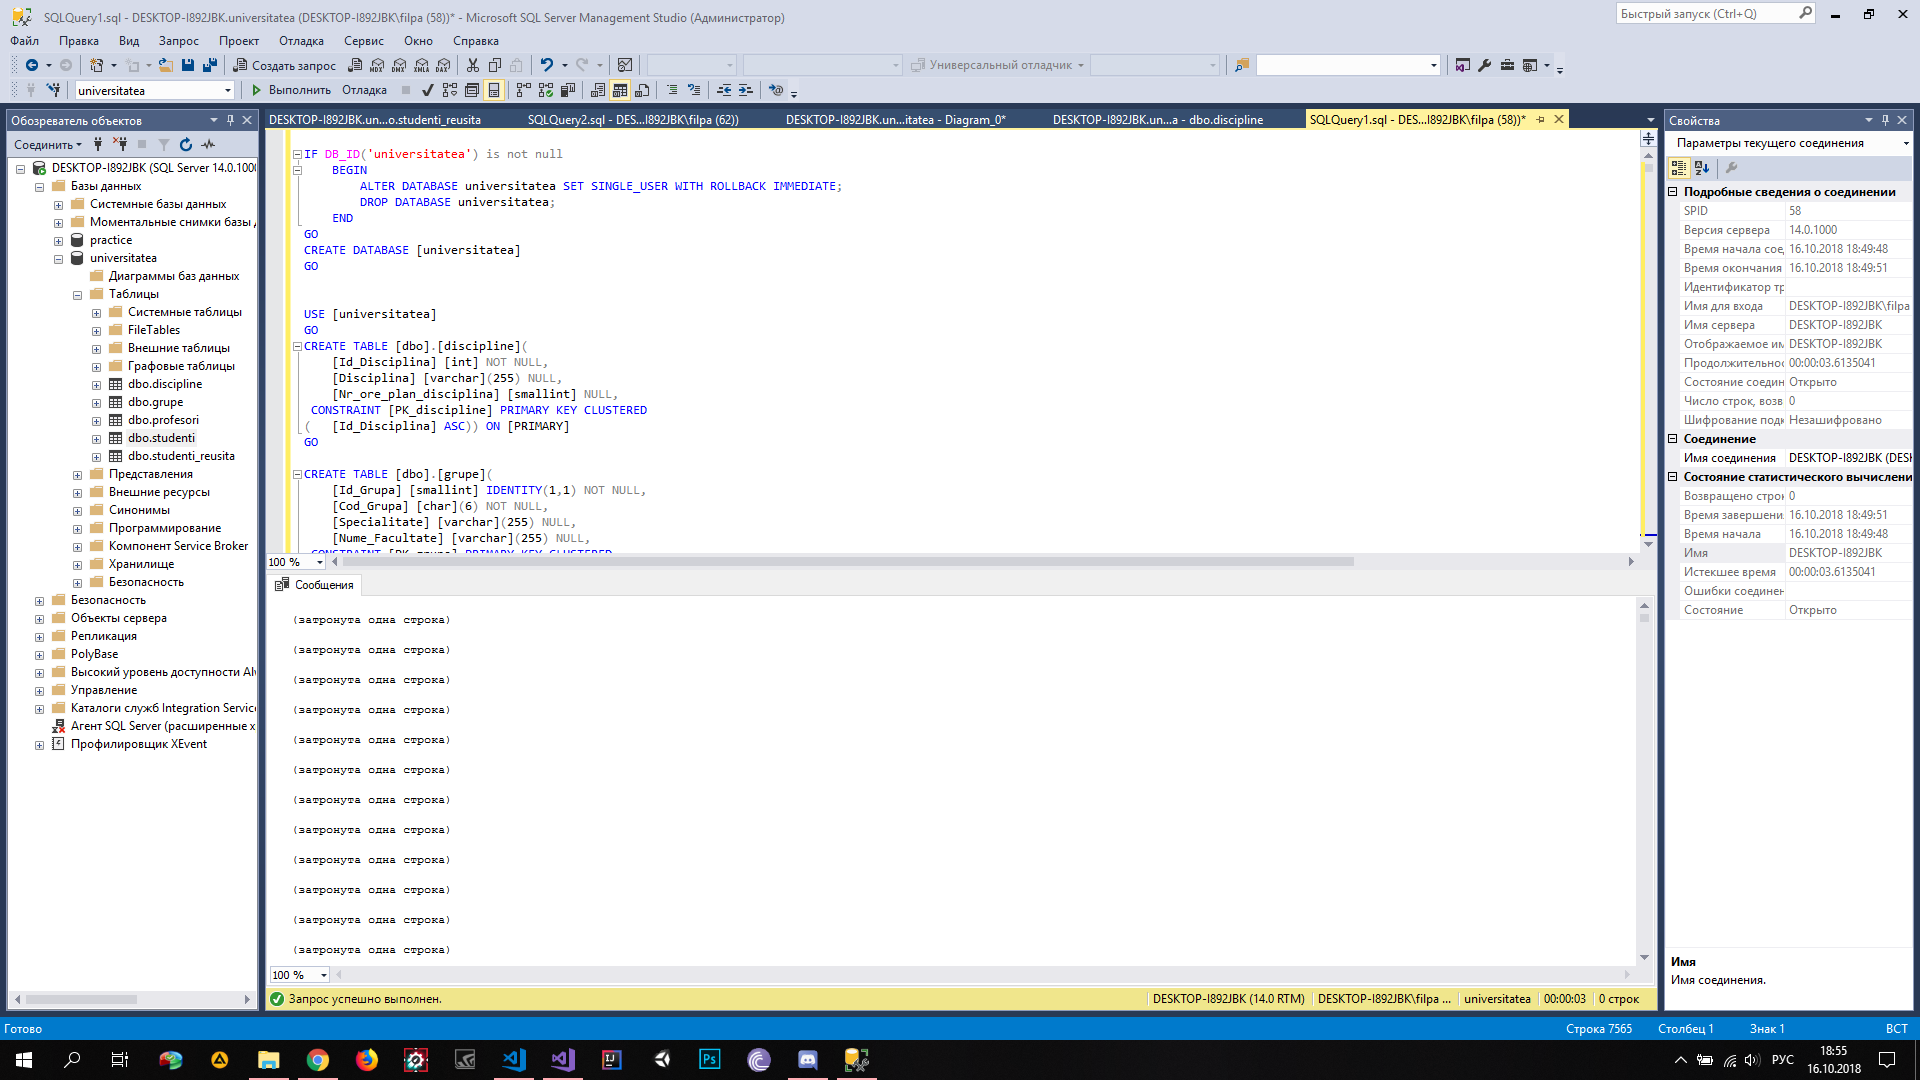 SQLQuery1.sql - DESKTOP-I892JBK.universitatea (DESKTOP-I892JBK\filpa (58))* - Microsoft SQL Server Management Studio (Администратор)
Быстрый запуск (Ctrl+Q)
Файл Правка Вид Запрос Проект Отладка Сервис Окно Справка
Создать запрос
Универсальный отладчик
universitatea
Выполнить Отладка
Обозреватель объектов
Соединить
DESKTOP-I892JBK (SQL Server 14.0.1000
Базы данных
Системные базы данных
Моментальные снимки базы
practice
universitatea
Диаграммы баз данных
Таблицы
Системные таблицы
FileTables
Внешние таблицы
Графовые таблицы
dbo.discipline
dbo.grupe
dbo.profesori
dbo.studenti
dbo.studenti_reusita
Представления
Внешние ресурсы
Синонимы
Программирование
Компонент Service Broker
Хранилище
Безопасность
Безопасность
Объекты сервера
Репликация
PolyBase
Высокий уровень доступности Al
Управление
Каталоги служб Integration Servic
Агент SQL Server (расширенные х
Профилировщик XEvent
DESKTOP-I892JBK.un...o.studenti_reusita
SQLQuery2.sql - DES...I892JBK\filpa (62))
DESKTOP-I892JBK.un...itatea - Diagram_0*
DESKTOP-I892JBK.un...a - dbo.discipline
SQLQuery1.sql - DES...I892JBK\filpa (58))*
IF DB_ID('universitatea') is not null
BEGIN
ALTER DATABASE universitatea SET SINGLE_USER WITH ROLLBACK IMMEDIATE;
DROP DATABASE universitatea;
END
GO
CREATE DATABASE [universitatea]
GO
USE [universitatea]
GO
CREATE TABLE [dbo].[discipline](
[Id_Disciplina] [int] NOT NULL,
[Disciplina] [varchar](255) NULL,
[Nr_ore_plan_disciplina] [smallint] NULL,
CONSTRAINT [PK_discipline] PRIMARY KEY CLUSTERED
( [Id_Disciplina] ASC)) ON [PRIMARY]
GO
CREATE TABLE [dbo].[grupe](
[Id_Grupa] [smallint] IDENTITY(1,1) NOT NULL,
[Cod_Grupa] [char](6) NOT NULL,
[Specialitate] [varchar](255) NULL,
[Nume_Facultate] [varchar](255) NULL,
CONSTRAINT [PK_grupe] PRIMARY KEY CLUSTERED
100 %
Сообщения
(затронута одна строка)
(затронута одна строка)
(затронута одна строка)
(затронута одна строка)
(затронута одна строка)
(затронута одна строка)
(затронута одна строка)
(затронута одна строка)
(затронута одна строка)
(затронута одна строка)
(затронута одна строка)
(затронута одна строка)
100 %
Запрос успешно выполнен.
DESKTOP-I892JBK (14.0 RTM) DESKTOP-I892JBK\filpa ... universitatea 00:00:03 0 строк
Свойства
Параметры текущего соединения
Подробные сведения о соединении
SPID 58
Версия сервера 14.0.1000
Время начала сое 16.10.2018 18:49:48
Время окончания 16.10.2018 18:49:51
Идентификатор тр
Имя для входа DESKTOP-I892JBK\filpa
Имя сервера DESKTOP-I892JBK
Отображаемое им DESKTOP-I892JBK
Продолжительнос 00:00:03.6135041
Состояние соедин Открыто
Число строк, возв 0
Шифрование подк Незашифровано
Соединение
Имя соединения DESKTOP-I892JBK (DESK
Состояние статистического вычислени
Возвращено строк 0
Время завершени 16.10.2018 18:49:51
Время начала 16.10.2018 18:49:48
Имя DESKTOP-I892JBK
Истекшее время 00:00:03.6135041
Ошибки соединен
Состояние Открыто
Имя
Имя соединения.
Готово
Строка 7565 Столбец 1 Знак 1 ВСТ
Ps
РУС
18:55
16.10.2018